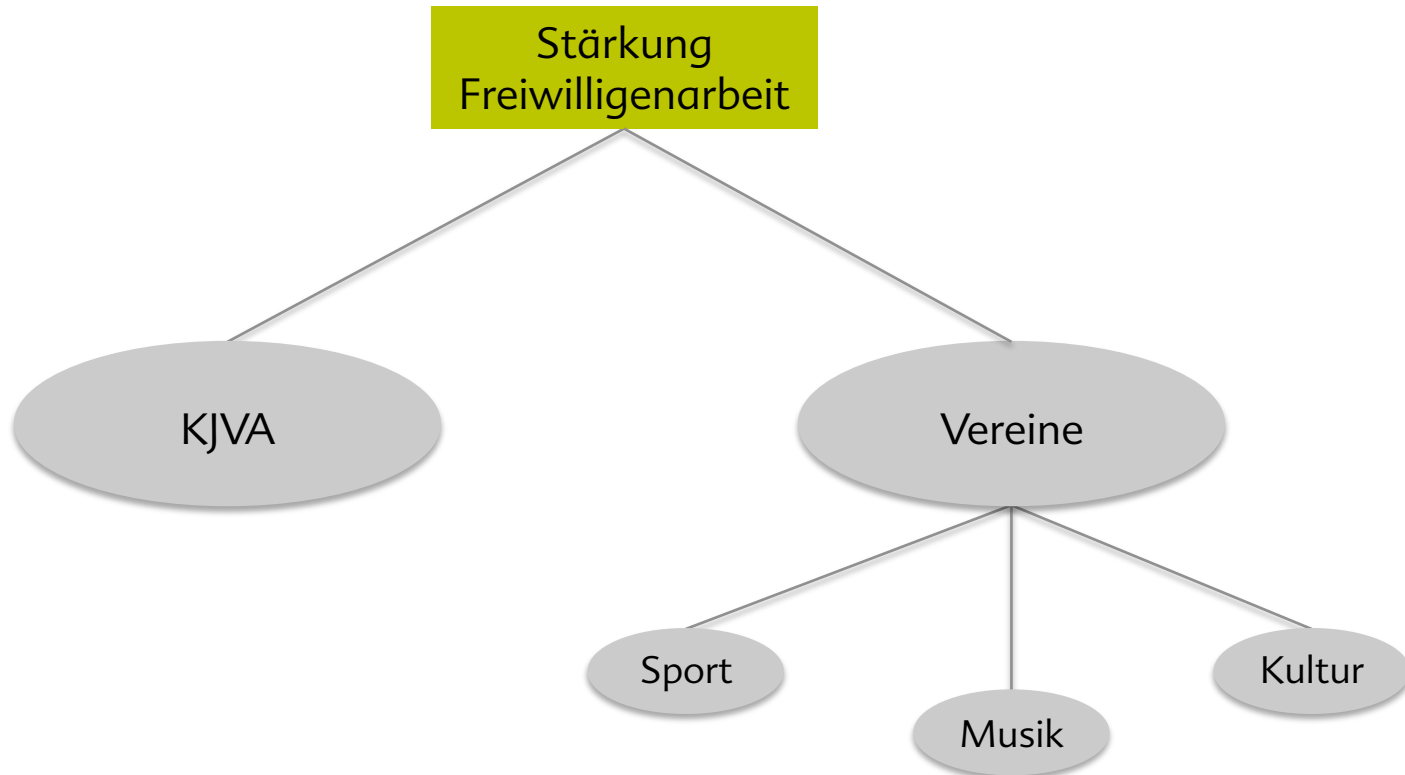 Stärkung
Freiwilligenarbeit
KJVA
Vereine
Sport
Musik
Kultur